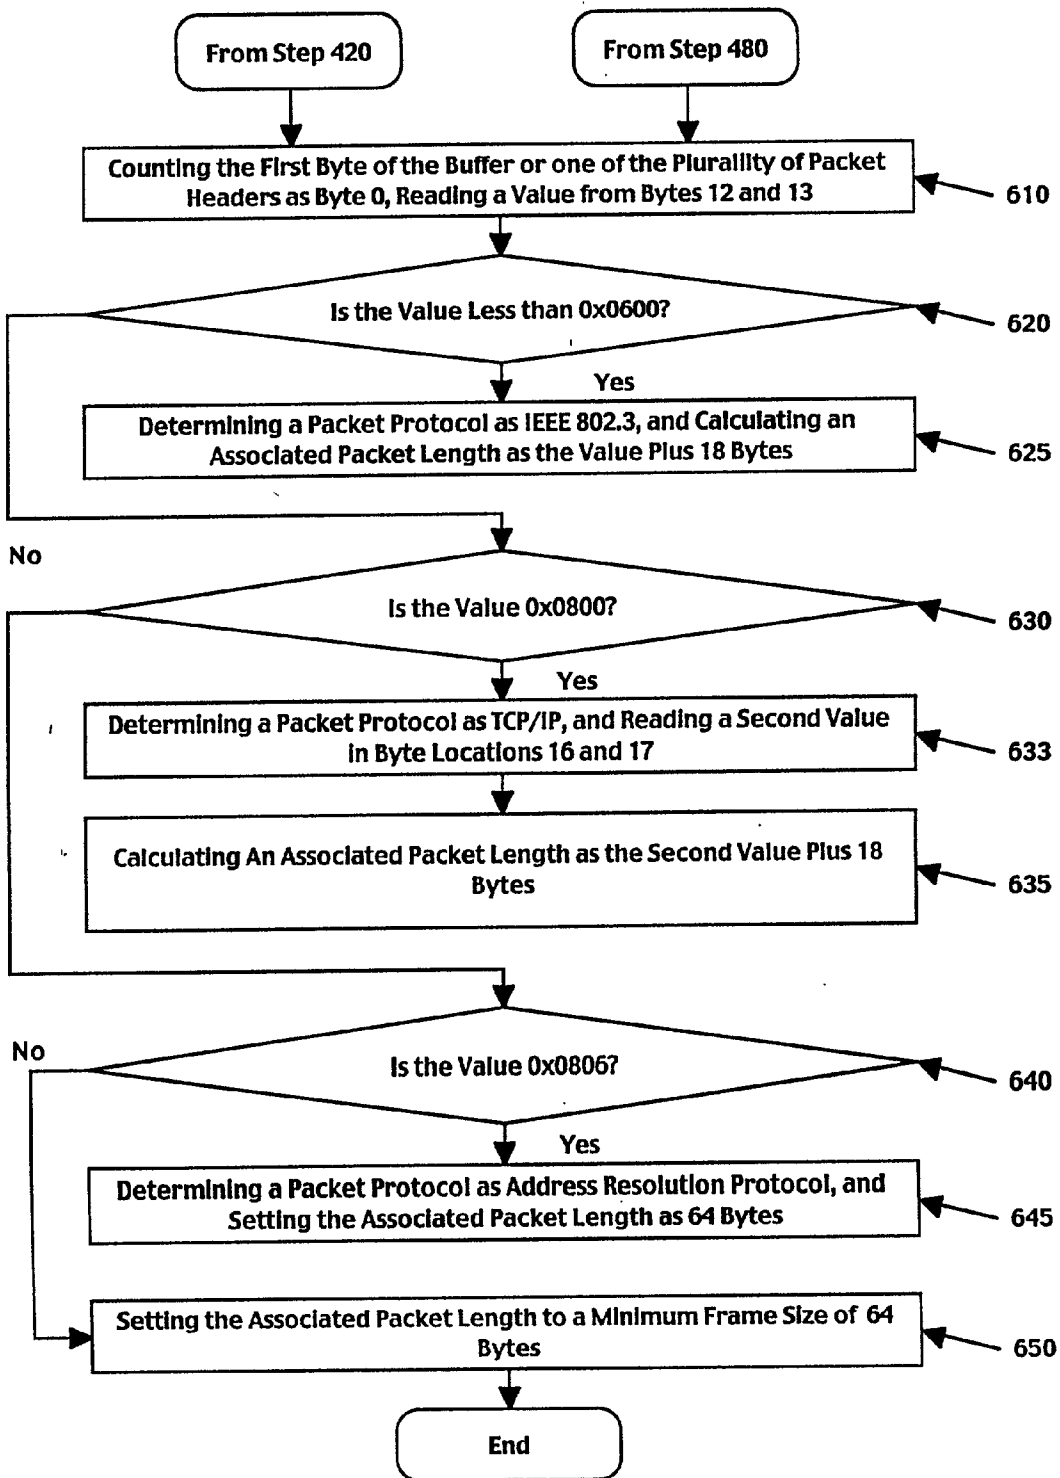 From Step 420
From Step 480
Counting the First Byte of the Buffer or one of the Plurality of Packet
Headers as Byte 0, Reading a Value from Bytes 12 and 13
610
Is the Value Less than 0x0600?
620
Yes
Determining a Packet Protocol as IEEE 802.3, and Calculating an
Associated Packet Length as the Value Plus 18 Bytes
625
No
Is the Value 0x0800?
630
Yes
Determining a Packet Protocol as TCP/IP, and Reading a Second Value
in Byte Locations 16 and 17
633
Calculating An Associated Packet Length as the Second Value Plus 18
Bytes
635
No
Is the Value 0x0806?
640
Yes
Determining a Packet Protocol as Address Resolution Protocol, and
Setting the Associated Packet Length as 64 Bytes
645
Setting the Associated Packet Length to a Minimum Frame Size of 64
Bytes
650
End